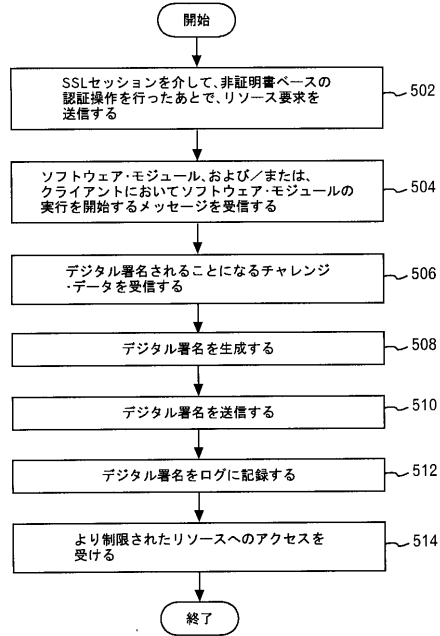 開始
SSLセッションを介して、非証明書ベースの
認証操作を行ったあとで、リソース要求を
送信する
502
ソフトウェア・モジュール、および／または、
クライアントにおいてソフトウェア・モジュールの
実行を開始するメッセージを受信する
504
デジタル署名されることになるチャレンジ
・データを受信する
506
デジタル署名を生成する
508
デジタル署名を送信する
510
デジタル署名をログに記録する
512
より制限されたリソースへのアクセスを
受ける
514
終了